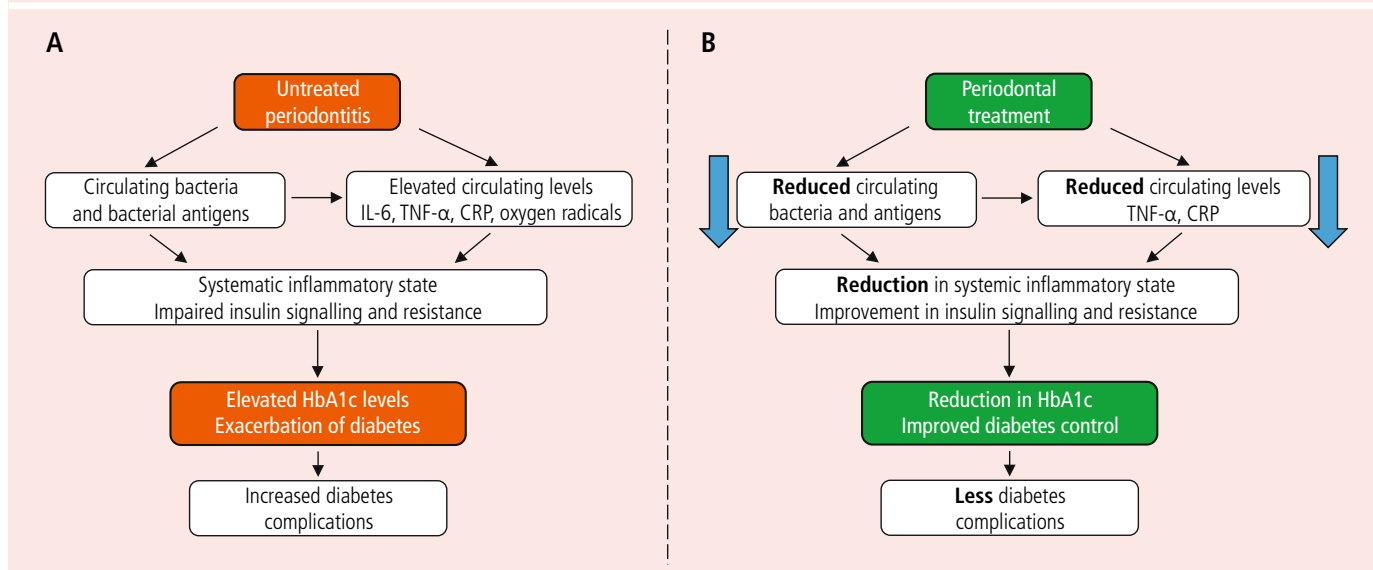 A
Untreated
periodontitis
Circulating bacteria
and bacterial antigens
Elevated circulating levels
IL-6, TNF-α, CRP, oxygen radicals
Systematic inflammatory state
Impaired insulin signalling and resistance
Elevated HbA1c levels
Exacerbation of diabetes
Increased diabetes
complications
B
Periodontal
treatment
Reduced circulating
bacteria and antigens
Reduced circulating levels
TNF-α, CRP
Reduction in systemic inflammatory state
Improvement in insulin signalling and resistance
Reduction in HbA1c
Improved diabetes control
Less diabetes
complications